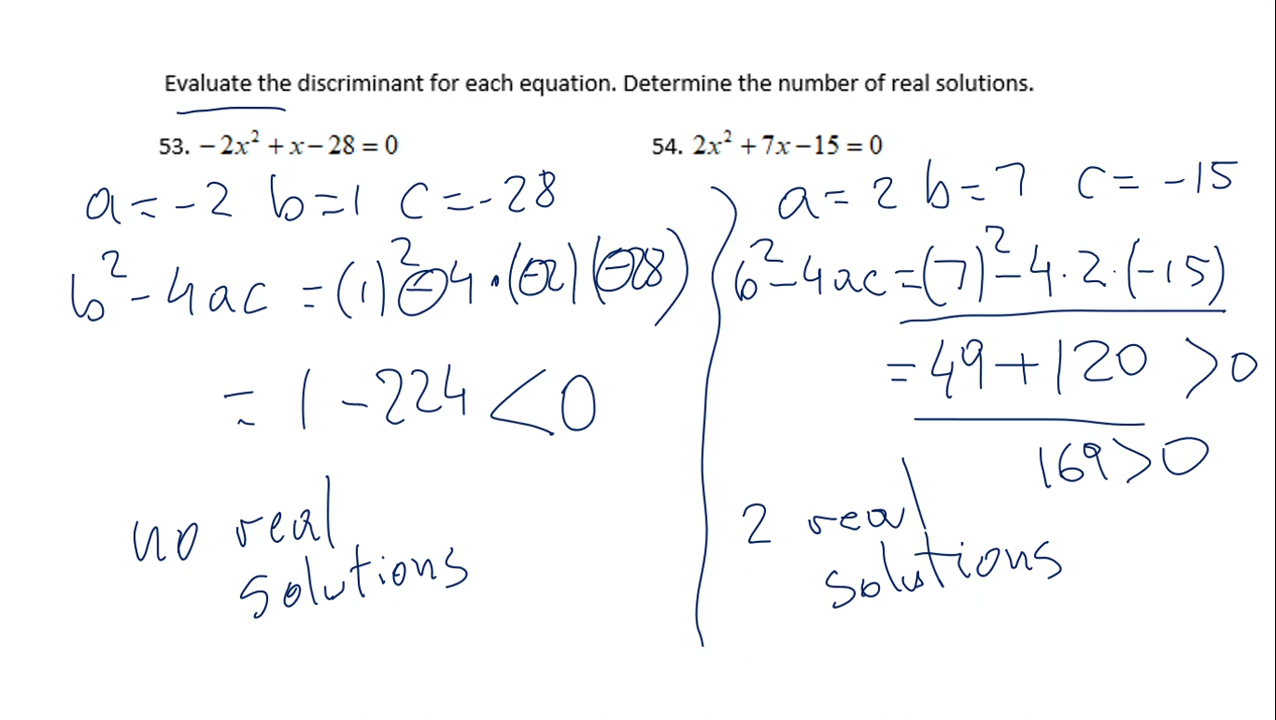 Evaluate the discriminant for each equation. Determine the number of real solutions.
53. −2x² + x − 28 = 0
a = -2 b = 1 c = -28
b² - 4ac = (1)² - 4 · (-2)(-28)
= 1 - 224 < 0
no real
solutions
54. 2x² + 7x − 15 = 0
a = 2 b = 7 c = -15
b² - 4ac = (7)² - 4 · 2 · (-15)
= 49 + 120 > 0
169 > 0
2 real
solutions